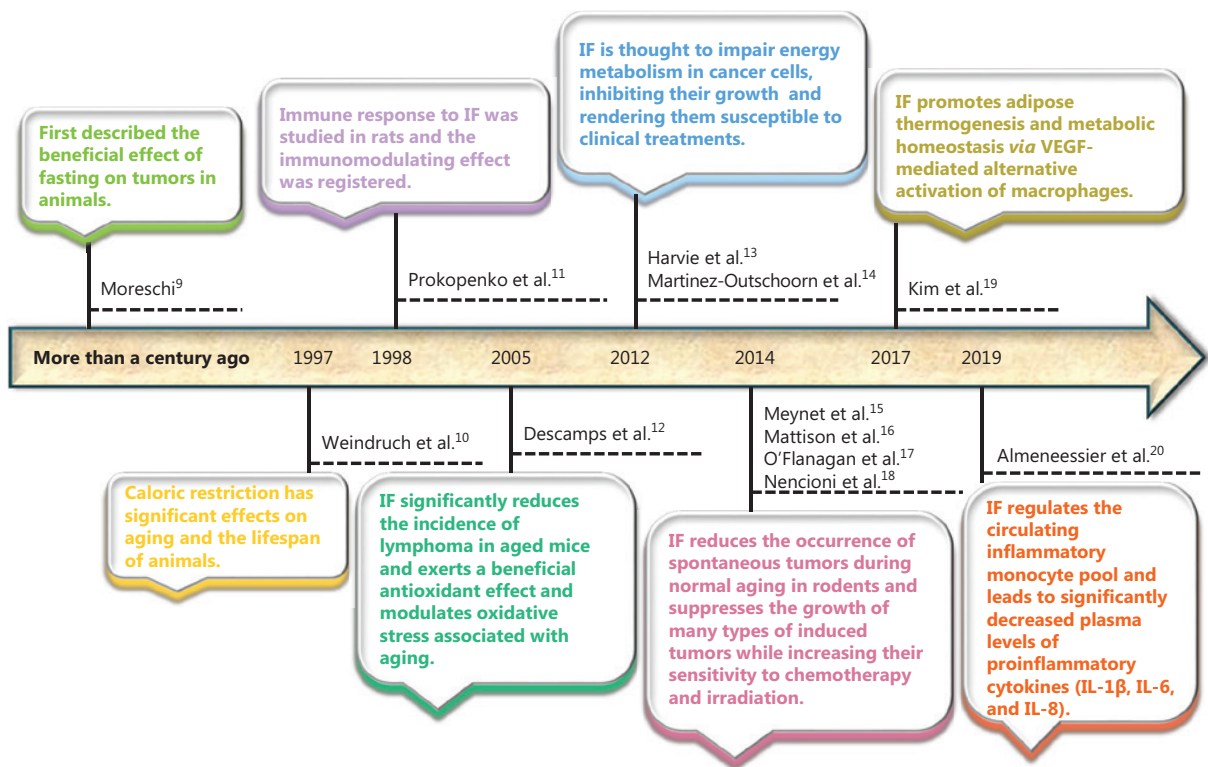 First described the
beneficial effect of
fasting on tumors in
animals.
Immune response to IF was
studied in rats and the
immunomodulating effect
was registered.
IF is thought to impair energy
metabolism in cancer cells,
inhibiting their growth and
rendering them susceptible to
clinical treatments.
IF promotes adipose
thermogenesis and metabolic
homeostasis via VEGF-
mediated alternative
activation of macrophages.
Moreschi9
Prokopenko et al.11
Harvie et al.13
Martinez-Outschoorn et al.14
Kim et al.19
More than a century ago 1997 1998 2005 2012 2014 2017 2019
Weindruch et al.10
Descamps et al.12
Meynet et al.15
Mattison et al.16
O'Flanagan et al.17
Nencioni et al.18
Almeneessier et al.20
Caloric restriction has
significant effects on
aging and the lifespan
of animals.
IF significantly reduces
the incidence of
lymphoma in aged mice
and exerts a beneficial
antioxidant effect and
modulates oxidative
stress associated with
aging.
IF reduces the occurrence of
spontaneous tumors during
normal aging in rodents and
suppresses the growth of
many types of induced
tumors while increasing their
sensitivity to chemotherapy
and irradiation.
IF regulates the
circulating
inflammatory
monocyte pool and
leads to significantly
decreased plasma
levels of
proinflammatory
cytokines (IL-1β, IL-6,
and IL-8).